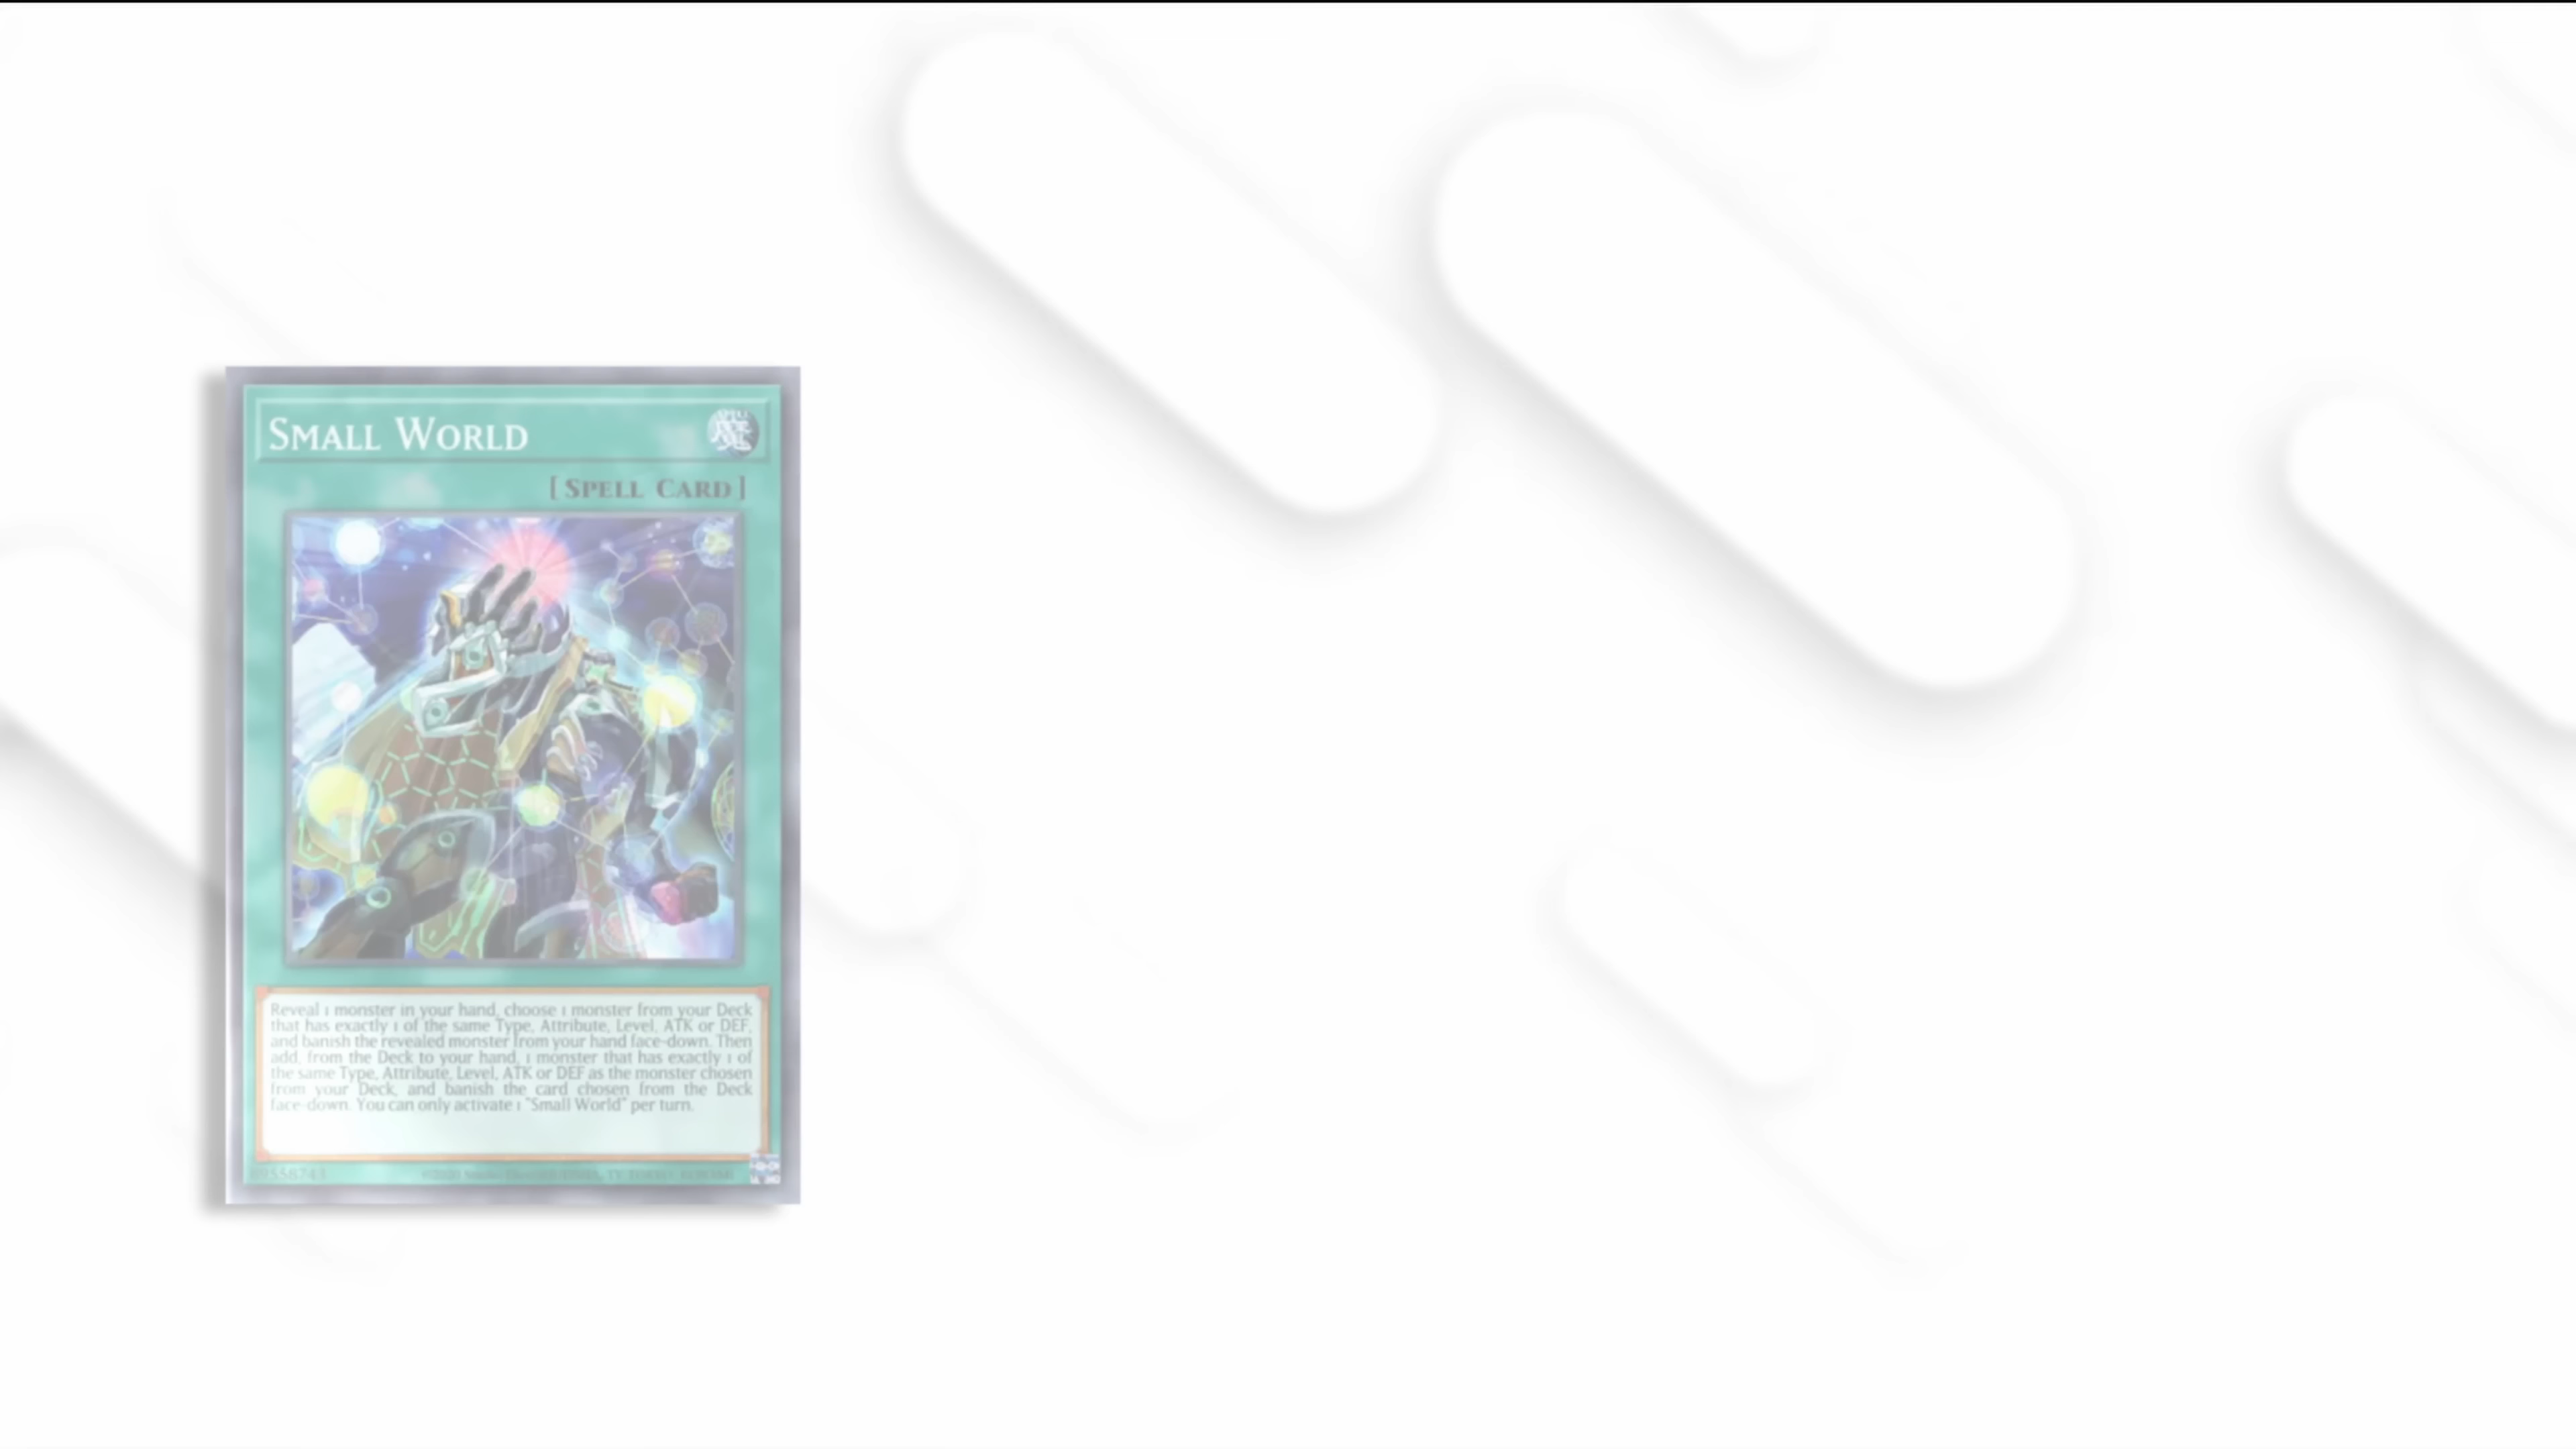 SMALL WORLD
[SPELL CARD]
Reveal 1 monster in your hand, choose 1 monster from your Deck
that has exactly 1 of the same Type, Attribute, Level, ATK or DEF,
and banish the revealed monster from your hand face-down. Then
add, from the Deck to your hand, 1 monster that has exactly 1 of
the same Type, Attribute, Level, ATK or DEF as the monster chosen
from your Deck, and banish the card chosen from the Deck
face-down. You can only activate 1 "Small World" per turn.